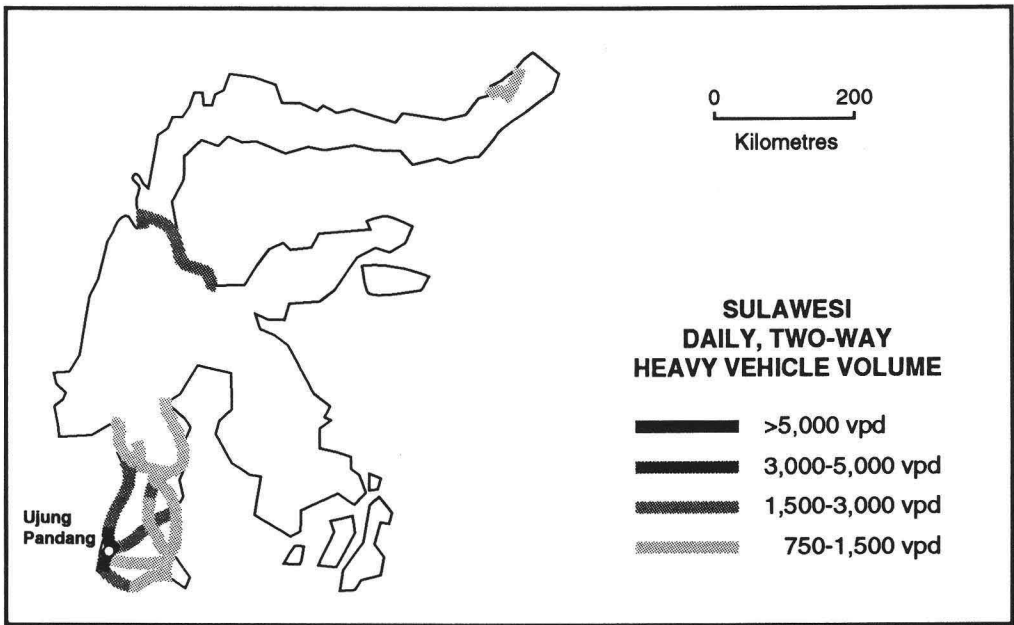 0 200
Kilometres
SULAWESI
DAILY, TWO-WAY
HEAVY VEHICLE VOLUME
>5,000 vpd
3,000-5,000 vpd
1,500-3,000 vpd
750-1,500 vpd
Ujung
Pandang